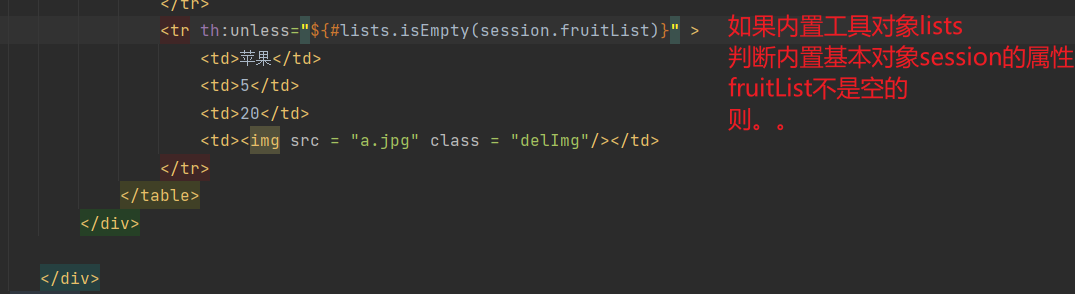 </tr>
<tr th:unless="${#lists.isEmpty(session.fruitList)}" >
<td>苹果</td>
<td>5</td>
<td>20</td>
<td><img src = "a.jpg" class = "delImg"/></td>
</tr>
</table>
</div>
</div>
如果内置工具对象lists
判断内置基本对象session的属性
fruitList不是空的
则。。